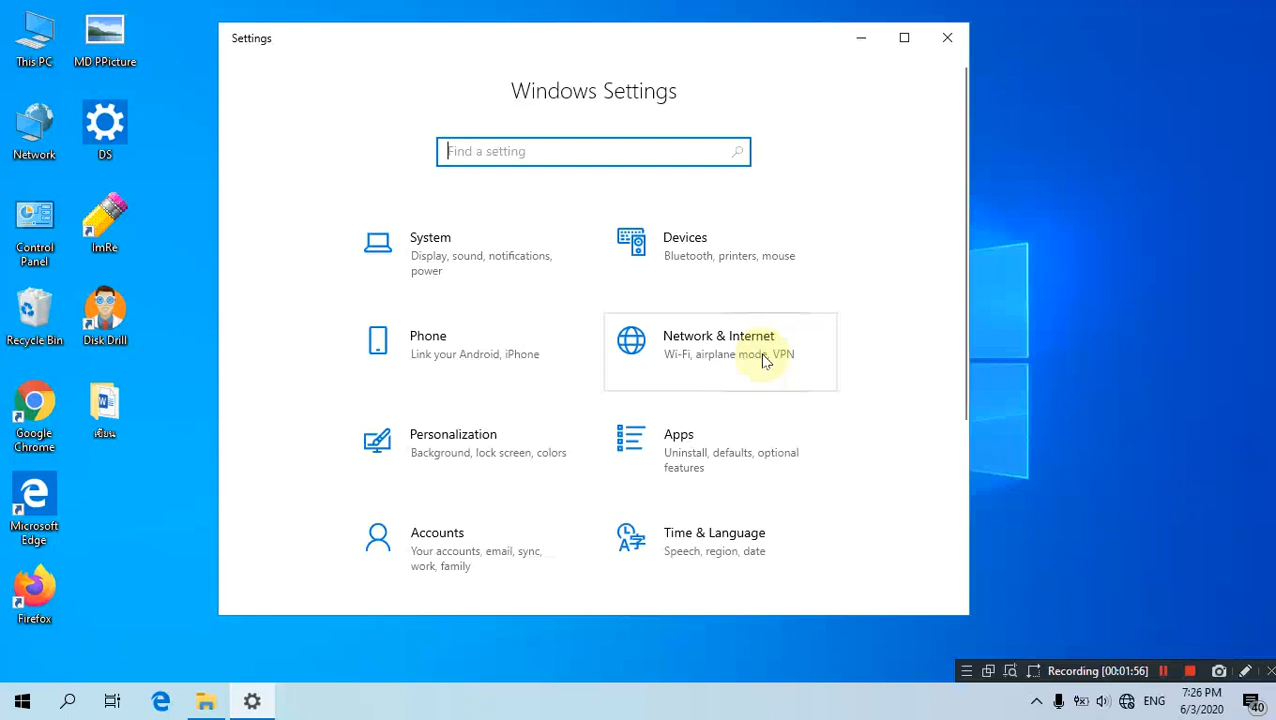 This PC
MD PPicture
Network
DS
Control
Panel
ImRe
Recycle Bin
Disk Drill
Google
Chrome
เขียน
Microsoft
Edge
Firefox
Settings
Windows Settings
Find a setting
System
Display, sound, notifications,
power
Devices
Bluetooth, printers, mouse
Phone
Link your Android, iPhone
Network & Internet
Wi-Fi, airplane mode, VPN
Personalization
Background, lock screen, colors
Apps
Uninstall, defaults, optional
features
Accounts
Your accounts, email, sync,
work, family
Time & Language
Speech, region, date
Recording [00:01:56]
ENG
7:26 PM
6/3/2020
40